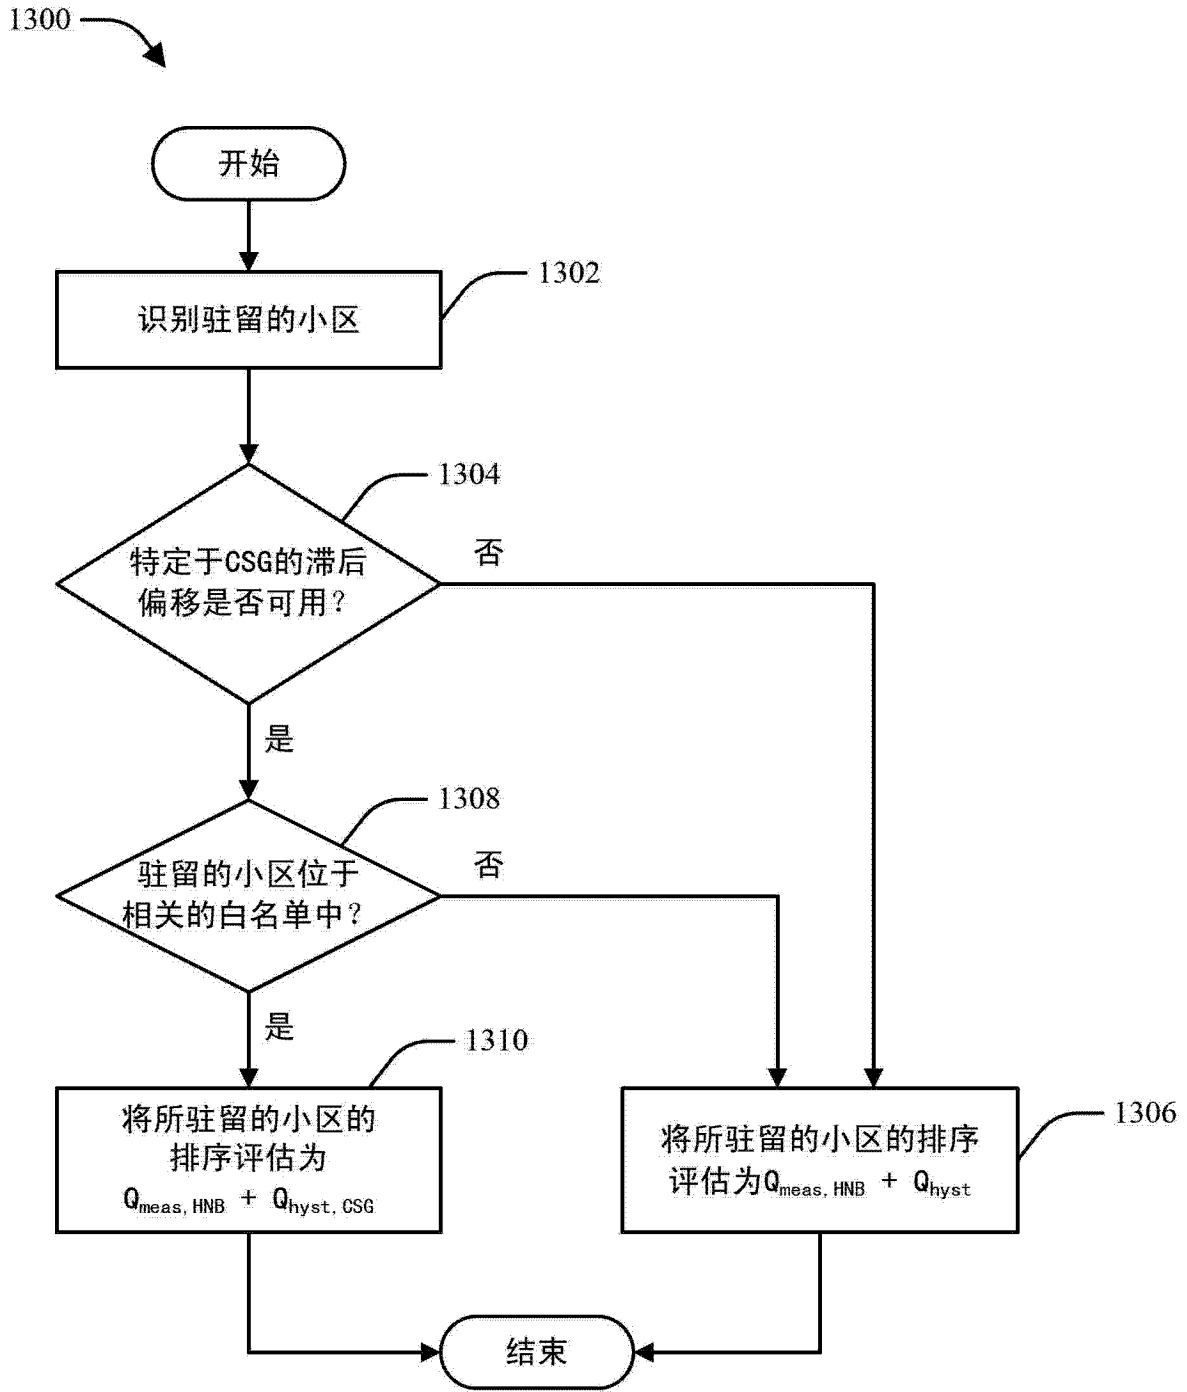 1300
开始
1302
识别驻留的小区
1304
特定于CSG的滞后
偏移是否可用？
否
是
1308
驻留的小区位于
相关的白名单中？
否
是
1310
将所驻留的小区的
排序评估为
Qmeas,HNB + Qhyst,CSG
1306
将所驻留的小区的排序
评估为Qmeas,HNB + Qhyst
结束